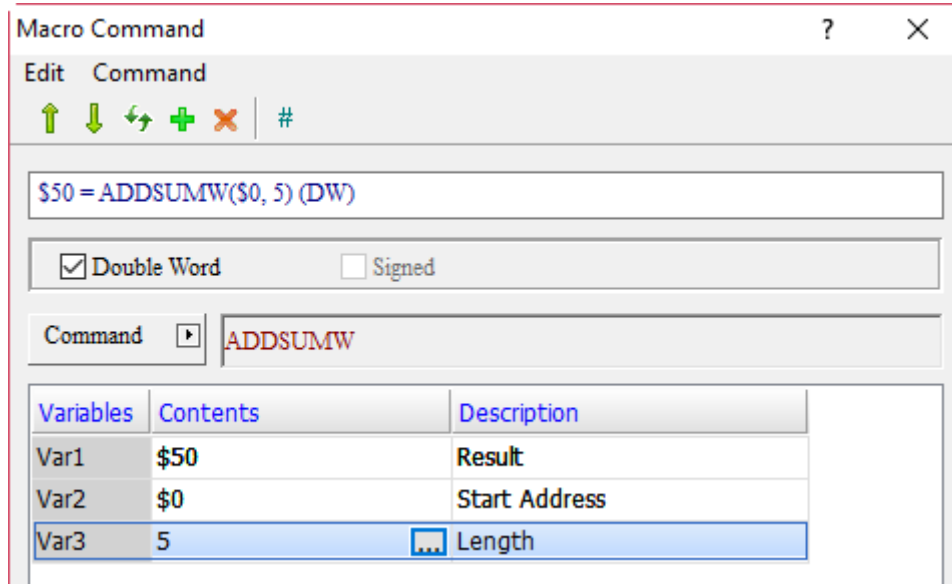 Macro Command ?
Edit Command
#
$50 = ADDSUMW($0, 5) (DW)
Double Word Signed
Command ADDSUMW
Variables Contents Description
Var1 $50 Result
Var2 $0 Start Address
Var3 5 ... Length